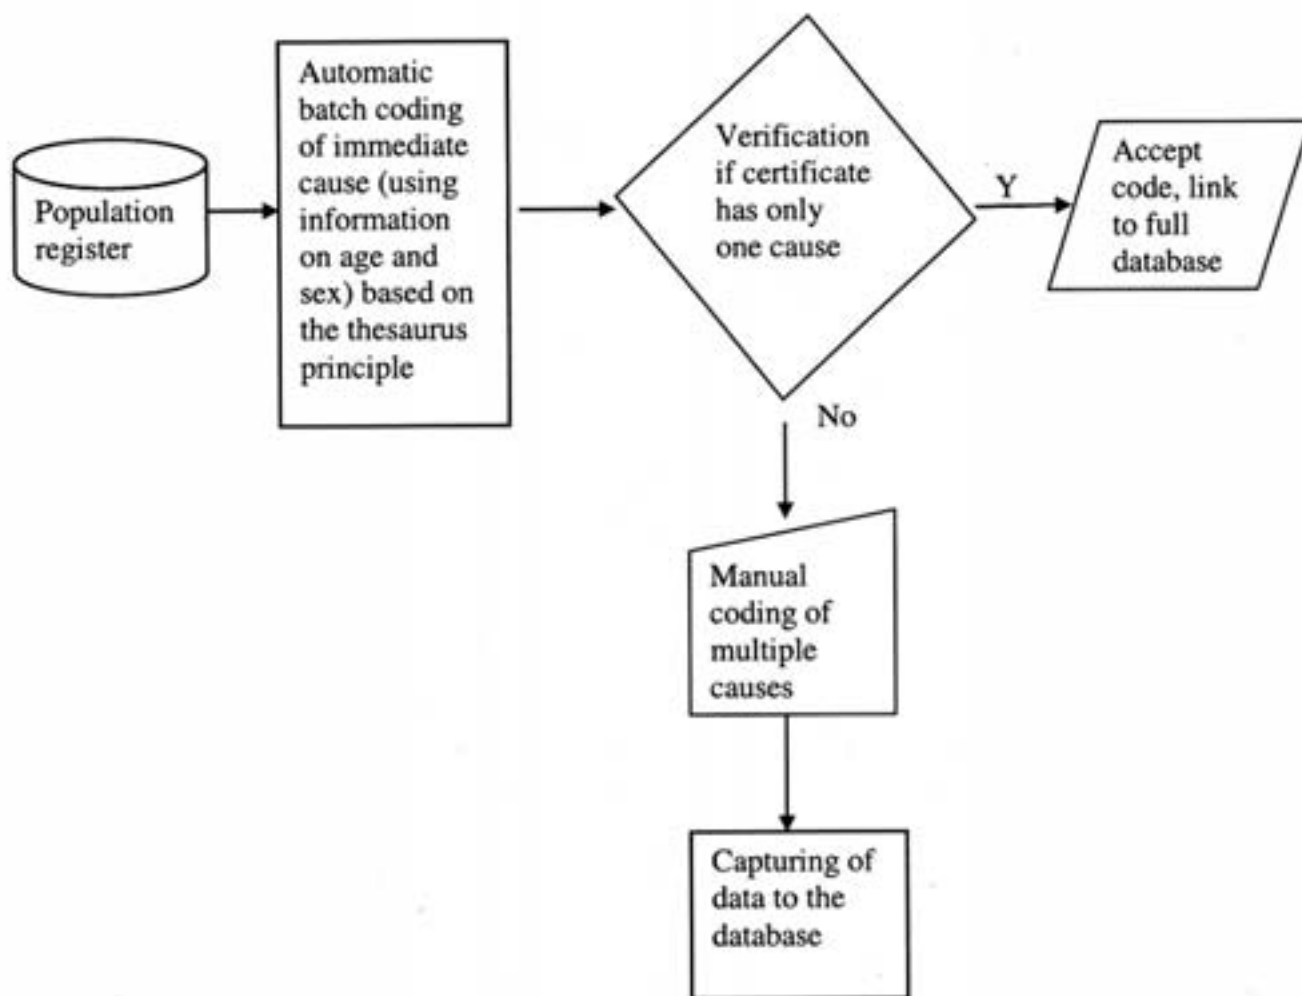 Population
register
Automatic
batch coding
of immediate
cause (using
information
on age and
sex) based on
the thesaurus
principle
Verification
if certificate
has only
one cause
Y
Accept
code, link
to full
database
No
Manual
coding of
multiple
causes
Capturing of
data to the
database